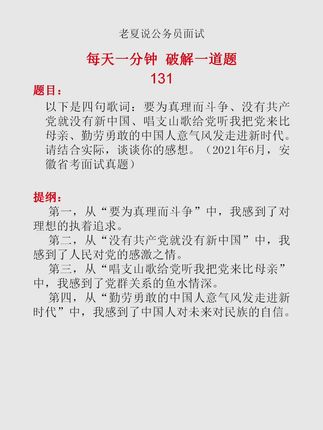 老夏说公务员面试
每天一分钟 破解一道题
131
题目：
以下是四句歌词：要为真理而斗争、没有共产
党就没有新中国、唱支山歌给党听我把党来比
母亲、勤劳勇敢的中国人意气风发走进新时代。
请结合实际，谈谈你的感想。（2021年6月，安
徽省考面试真题）
提纲：
第一，从“要为真理而斗争”中，我感到了对
理想的执着追求。
第二，从“没有共产党就没有新中国”中，我
感到了人民对党的感激之情。
第三，从“唱支山歌给党听我把党来比母亲”
中，我感到了党群关系的鱼水情深。
第四，从“勤劳勇敢的中国人意气风发走进新
时代”中，我感到了中国人对未来对民族的自信。